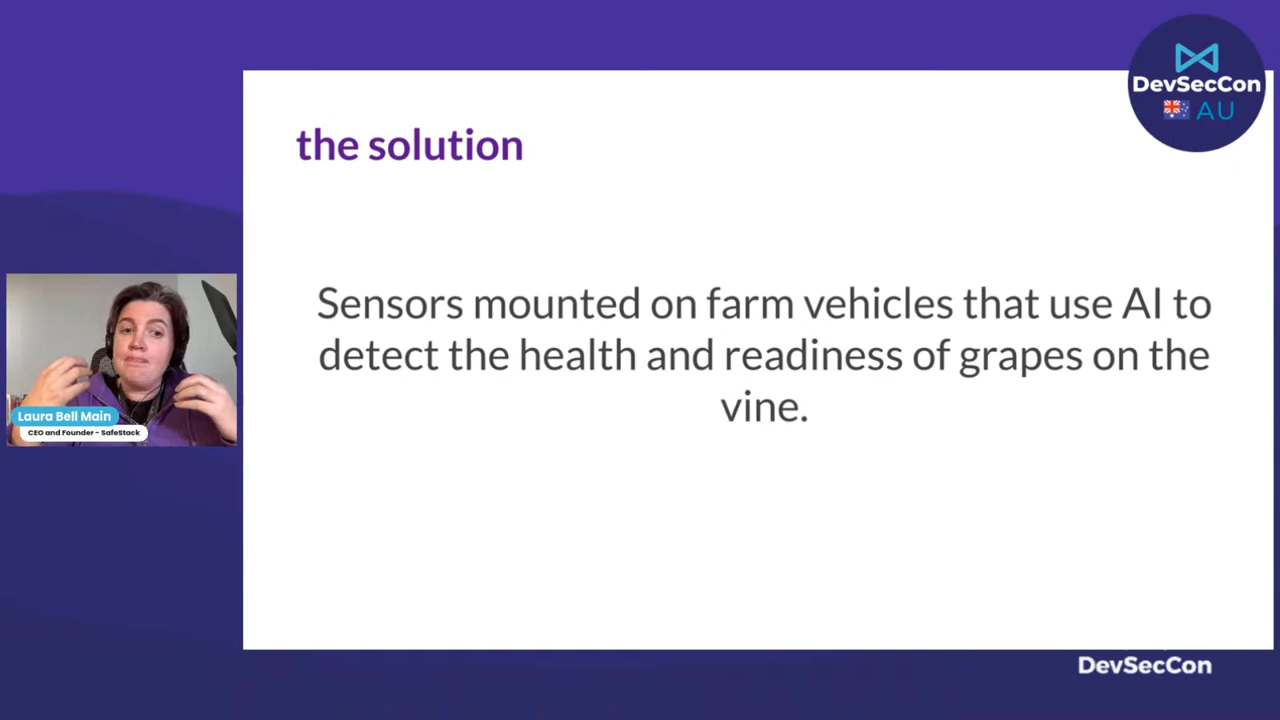 DevSecCon
AU
the solution
Sensors mounted on farm vehicles that use AI to
detect the health and readiness of grapes on the
vine.
Laura Bell Main
CEO and Founder - SafeStack
DevSecCon